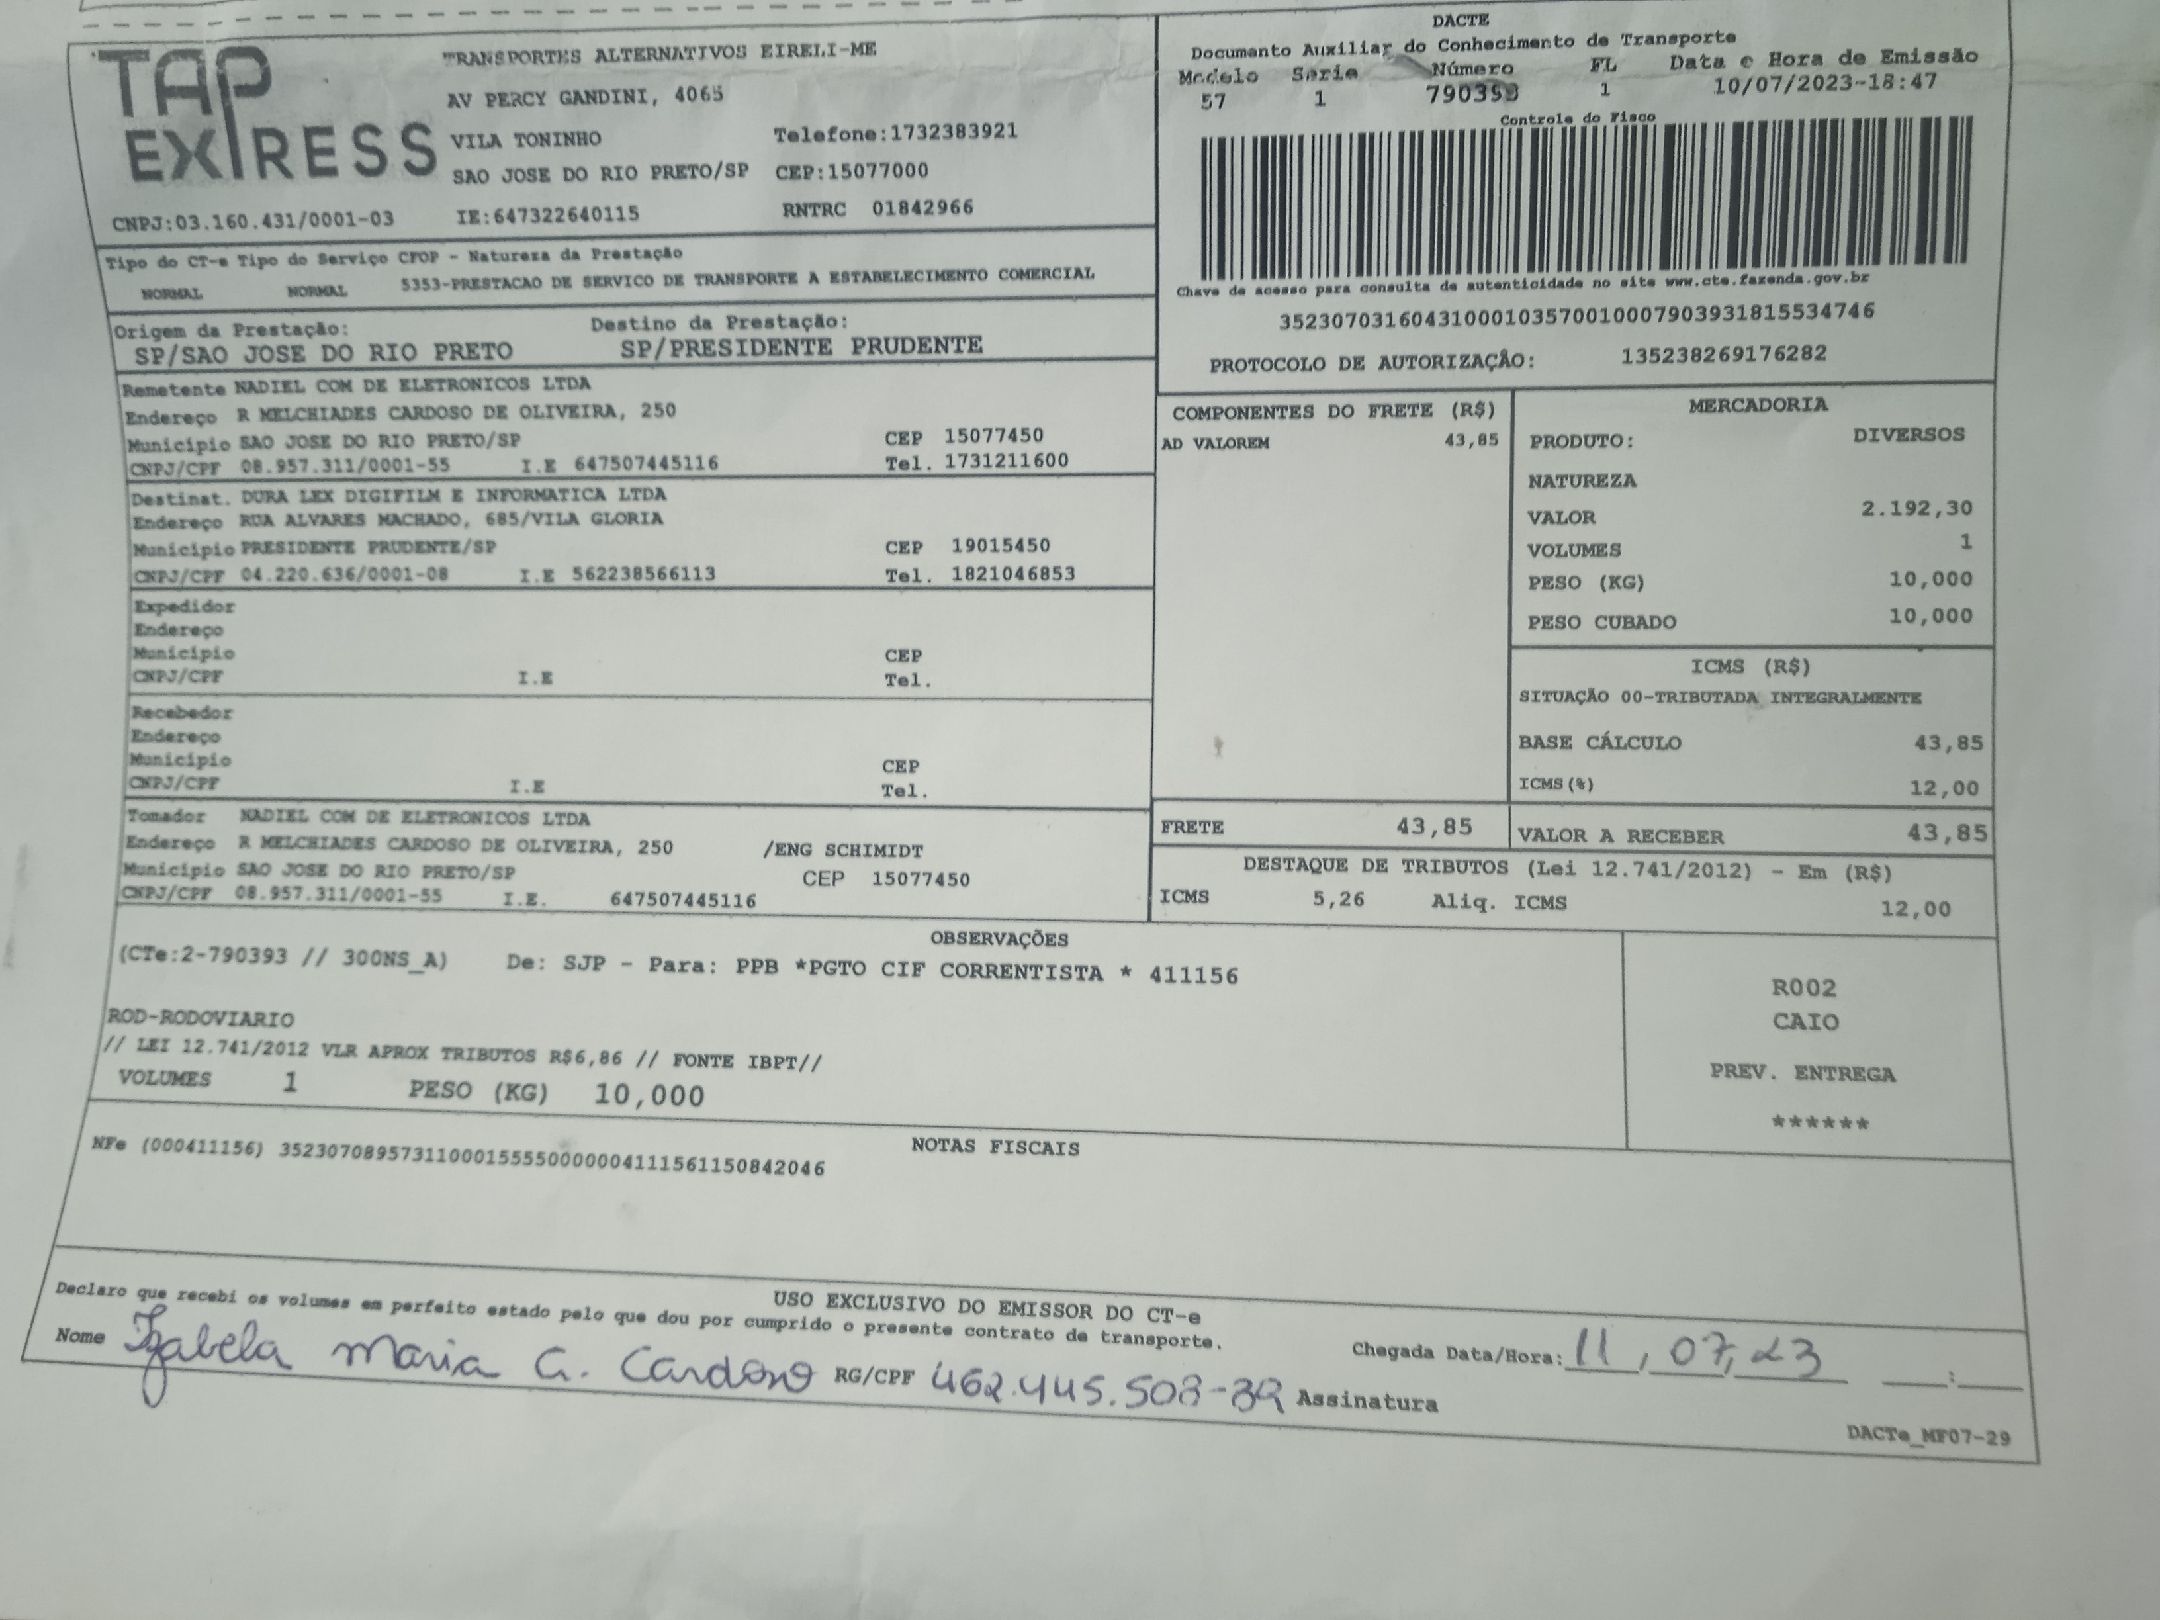 TAP EXPRESS
TRANSPORTES ALTERNATIVOS EIRELI-ME
AV PERCY GANDINI, 4065
VILA TONINHO Telefone:1732383921
SAO JOSE DO RIO PRETO/SP CEP:15077000
CNPJ:03.160.431/0001-03 IE:647322640115 RNTRC 01842966
DACTE
Documanto Auxiliar do Conhecimento de Transporte
Modelo Serie Número FL Data e Hora de Emissão
57 1 790393 1 10/07/2023-18:47
Controle do Fisco
Chave de acesso para consulta de autenticidade no site www.cte.fazenda.gov.br
35230703160431000103570010007903931815534746
PROTOCOLO DE AUTORIZAÇÃO: 135238269176282
Tipo do CT-e Tipo do Serviço CFOP - Natureza da Prestação
NORMAL NORMAL 5353-PRESTACAO DE SERVICO DE TRANSPORTE A ESTABELECIMENTO COMERCIAL
Origem da Prestação: Destino da Prestação:
SP/SAO JOSE DO RIO PRETO SP/PRESIDENTE PRUDENTE
Remetente NADIEL COM DE ELETRONICOS LTDA
Endereço R MELCHIADES CARDOSO DE OLIVEIRA, 250
Município SAO JOSE DO RIO PRETO/SP CEP 15077450
CNPJ/CPF 08.957.311/0001-55 I.E 647507445116 Tel. 1731211600
Destinat. DURA LEX DIGIFILM E INFORMATICA LTDA
Endereço RUA ALVARES MACHADO, 685/VILA GLORIA
Município PRESIDENTE PRUDENTE/SP CEP 19015450
CNPJ/CPF 04.220.636/0001-08 I.E 562238566113 Tel. 1821046853
Expedidor
Endereço
Município CEP
CNPJ/CPF I.E Tel.
Recebedor
Endereço
Município CEP
CNPJ/CPF I.E Tel.
Tomador NADIEL COM DE ELETRONICOS LTDA
Endereço R MELCHIADES CARDOSO DE OLIVEIRA, 250 /ENG SCHIMIDT
Município SAO JOSE DO RIO PRETO/SP CEP 15077450
CNPJ/CPF 08.957.311/0001-55 I.E. 647507445116
COMPONENTES DO FRETE (R$)
AD VALOREM 43,85
MERCADORIA
PRODUTO: DIVERSOS
NATUREZA
VALOR 2.192,30
VOLUMES 1
PESO (KG) 10,000
PESO CUBADO 10,000
ICMS (R$)
SITUAÇÃO 00-TRIBUTADA INTEGRALMENTE
BASE CÁLCULO 43,85
ICMS(%) 12,00
FRETE 43,85 VALOR A RECEBER 43,85
DESTAQUE DE TRIBUTOS (Lei 12.741/2012) - Em (R$)
ICMS 5,26 Aliq. ICMS 12,00
OBSERVAÇÕES
(CTe:2-790393 // 300NS_A) De: SJP - Para: PPB *PGTO CIF CORRENTISTA * 411156
ROD-RODOVIARIO
// LEI 12.741/2012 VLR APROX TRIBUTOS R$6,86 // FONTE IBPT//
VOLUMES 1 PESO (KG) 10,000
R002
CAIO
PREV. ENTREGA
******
NOTAS FISCAIS
NFe (000411156) 35230708957311000155550000004111561150842046
USO EXCLUSIVO DO EMISSOR DO CT-e
Declaro que recebi os volumes em perfeito estado pelo que dou por cumprido o presente contrato de transporte.
Nome Izabela Maria G. Cardoso RG/CPF 462.445.508-39 Assinatura
Chegada Data/Hora: 11, 07, 23 __:__
DACTe_MF07-29